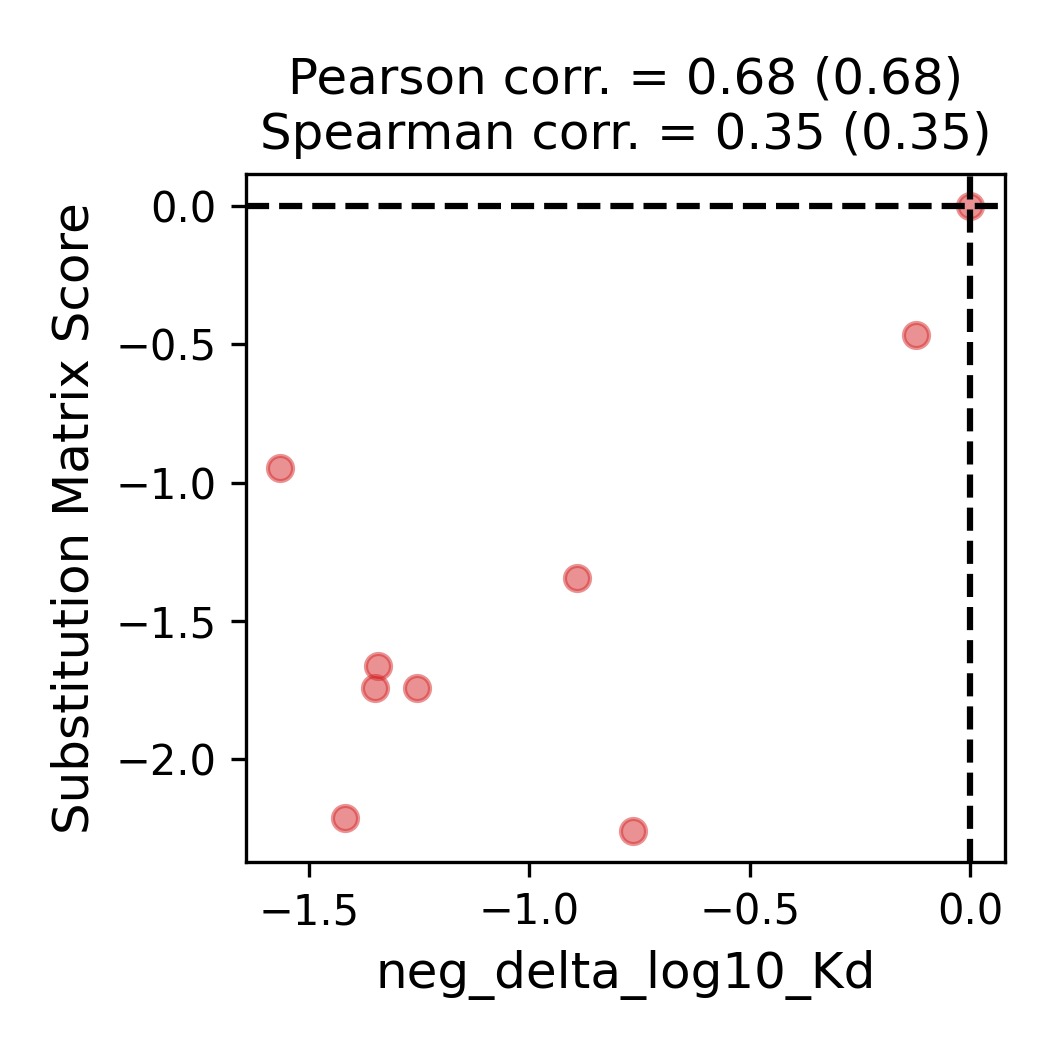 Pearson corr. = 0.68 (0.68)
Spearman corr. = 0.35 (0.35)
Substitution Matrix Score
0.0
−0.5
−1.0
−1.5
−2.0
−1.5
−1.0
−0.5
0.0
neg_delta_log10_Kd